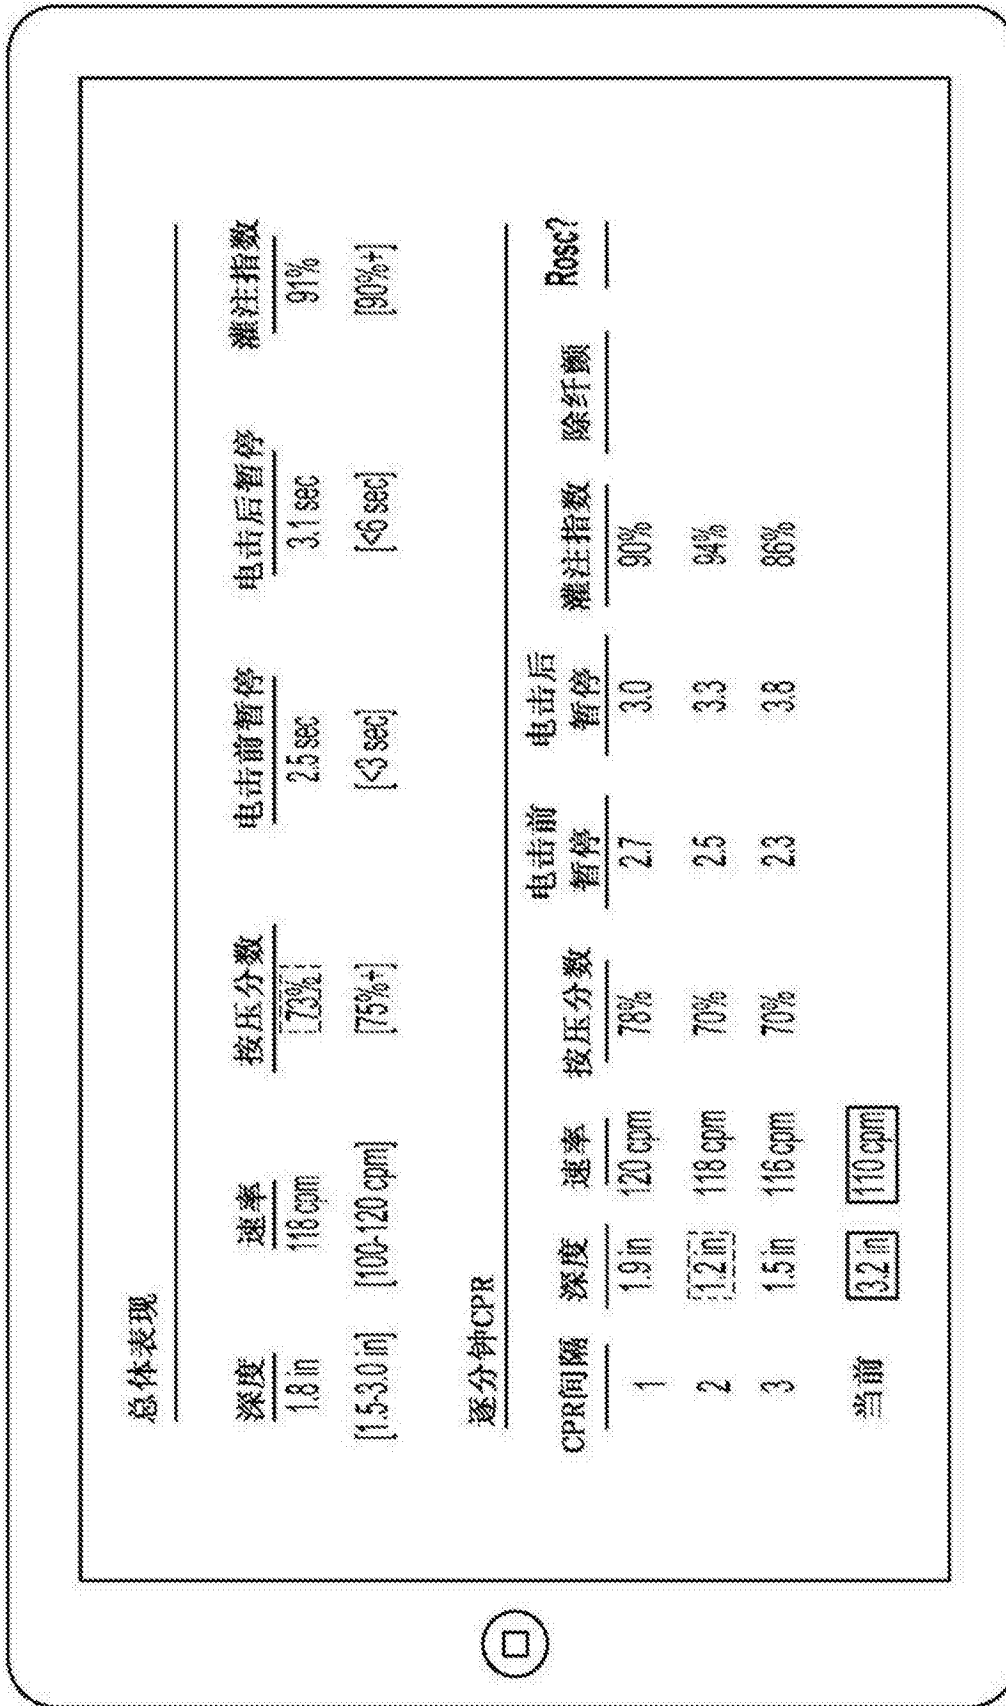 总体表现
深度 速率 按压分数 电击前暂停 电击后暂停 灌注指数
1.8 in 118 cpm 73% 2.5 sec 3.1 sec 91%
[1.5-3.0 in] [100-120 cpm] [75%+] [<3 sec] [<6 sec] [90%+]
逐分钟CPR
电击前 电击后
CPR间隔 深度 速率 按压分数 暂停 暂停 灌注指数 除纤颤 Rosc?
1 1.9 in 120 cpm 78% 2.7 3.0 90%
2 1.2 in 118 cpm 70% 2.5 3.3 94%
3 1.5 in 116 cpm 70% 2.3 3.8 86%
当前 3.2 in 110 cpm